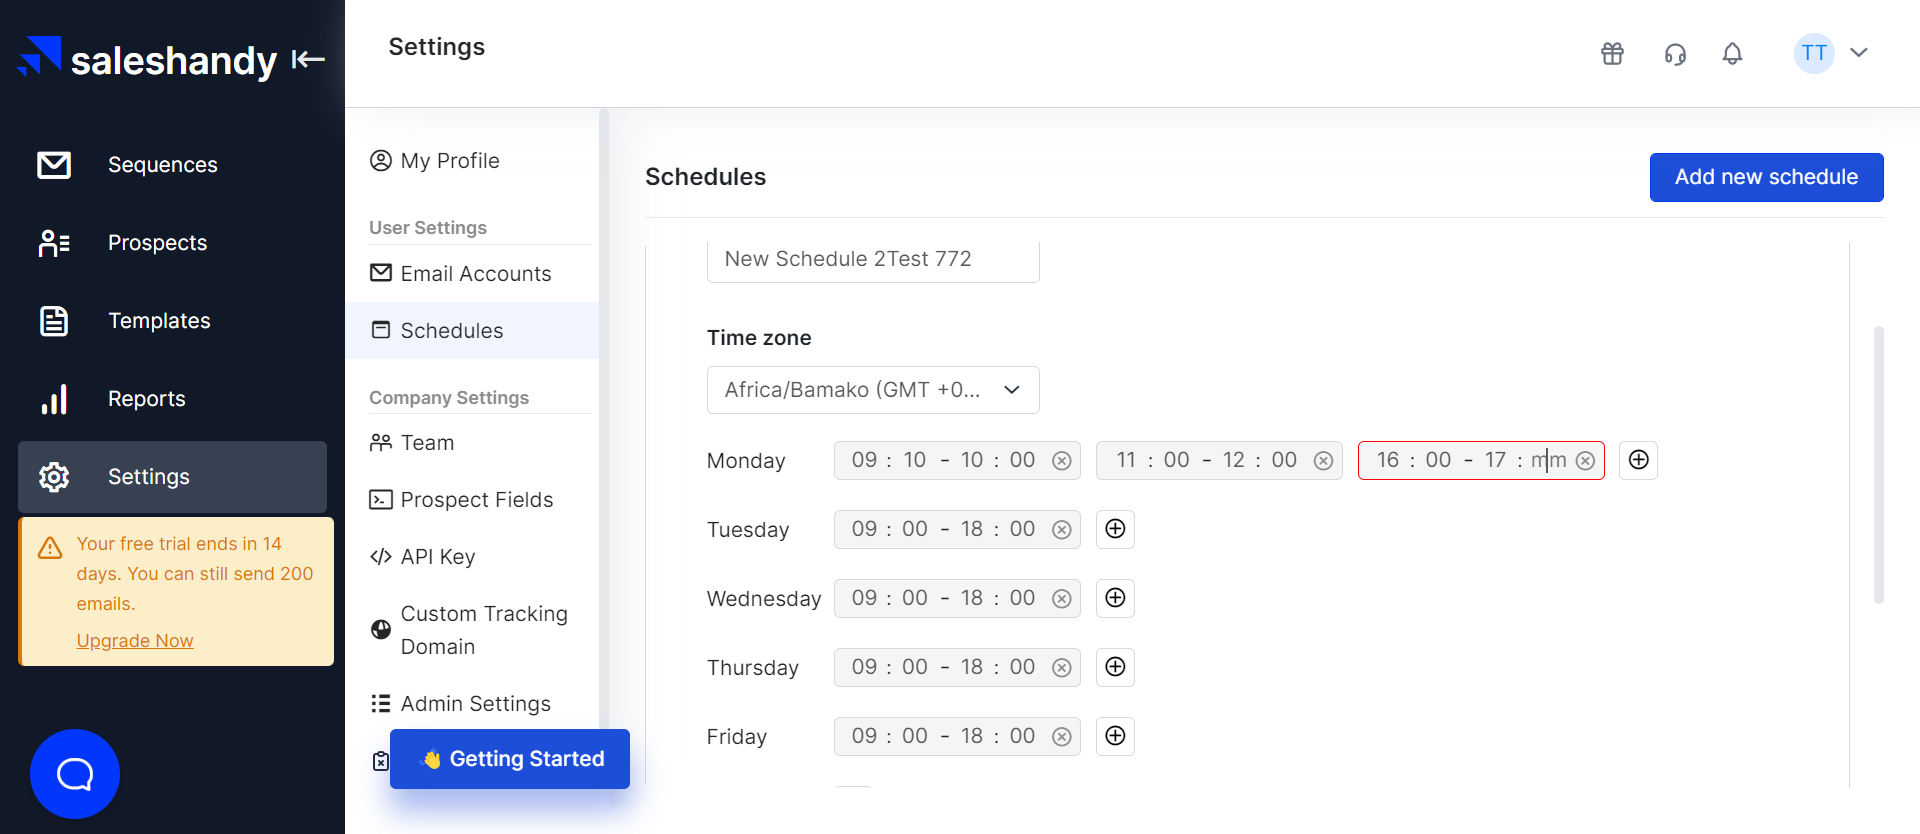 saleshandy
Settings
TT
Sequences
Prospects
Templates
Reports
Settings
Your free trial ends in 14
days. You can still send 200
emails.
Upgrade Now
My Profile
User Settings
Email Accounts
Schedules
Company Settings
Team
Prospect Fields
API Key
Custom Tracking
Domain
Admin Settings
👋 Getting Started
Schedules
Add new schedule
New Schedule 2Test 772
Time zone
Africa/Bamako (GMT +0...
Monday 09 : 10 - 10 : 00 11 : 00 - 12 : 00 16 : 00 - 17 : mm
Tuesday 09 : 00 - 18 : 00
Wednesday 09 : 00 - 18 : 00
Thursday 09 : 00 - 18 : 00
Friday 09 : 00 - 18 : 00